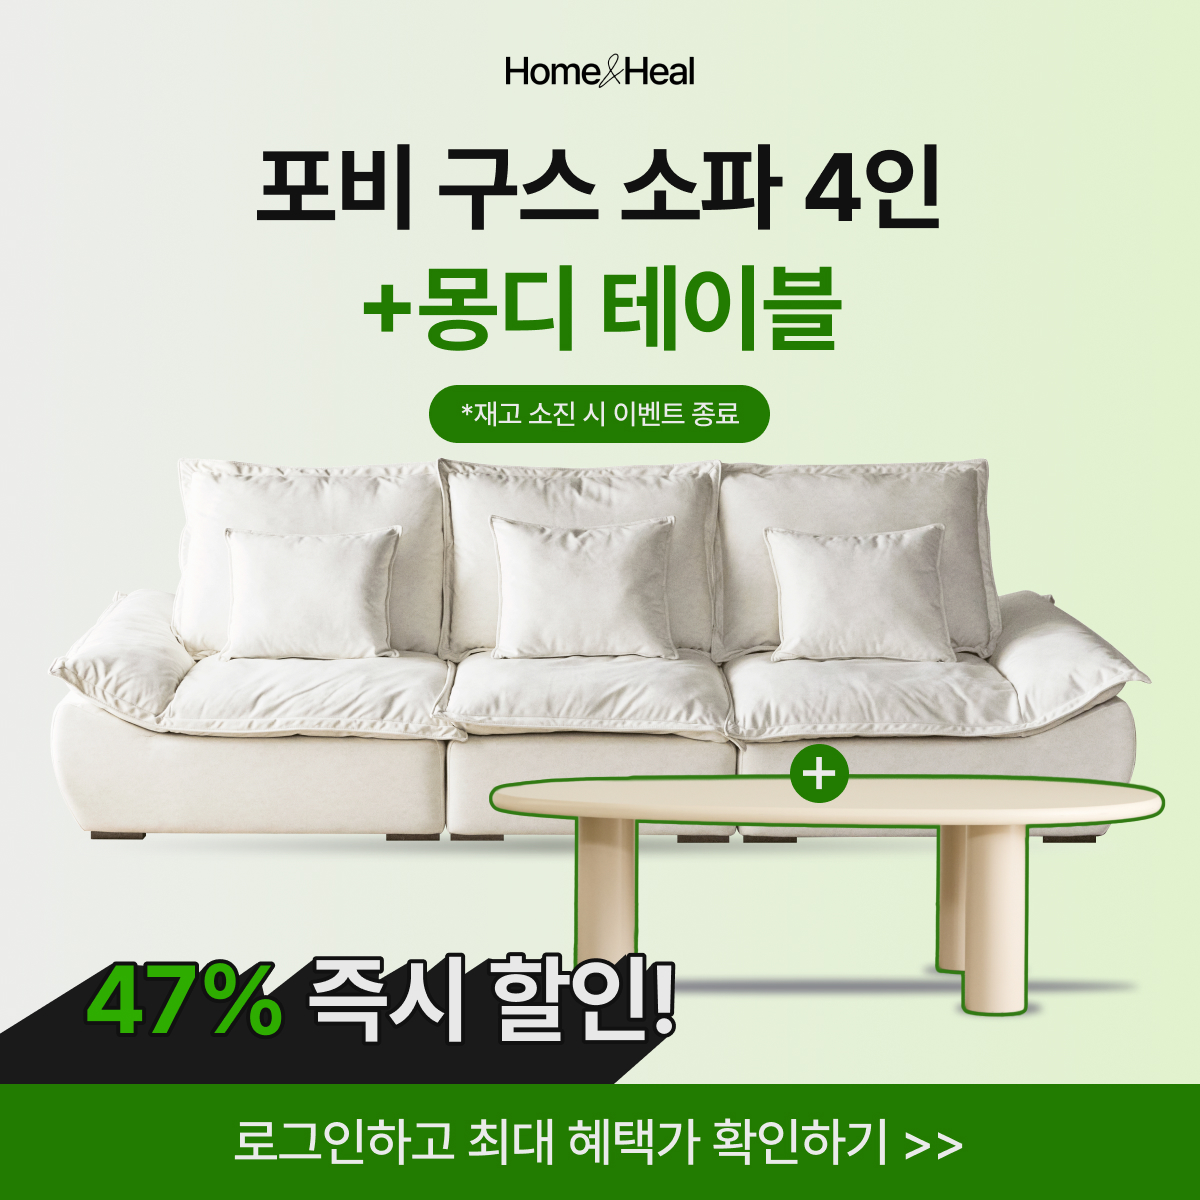 Home&Heal
포비 구스 소파 4인
+몽디 테이블
*재고 소진 시 이벤트 종료
+
47% 즉시 할인!
로그인하고 최대 혜택가 확인하기 >>